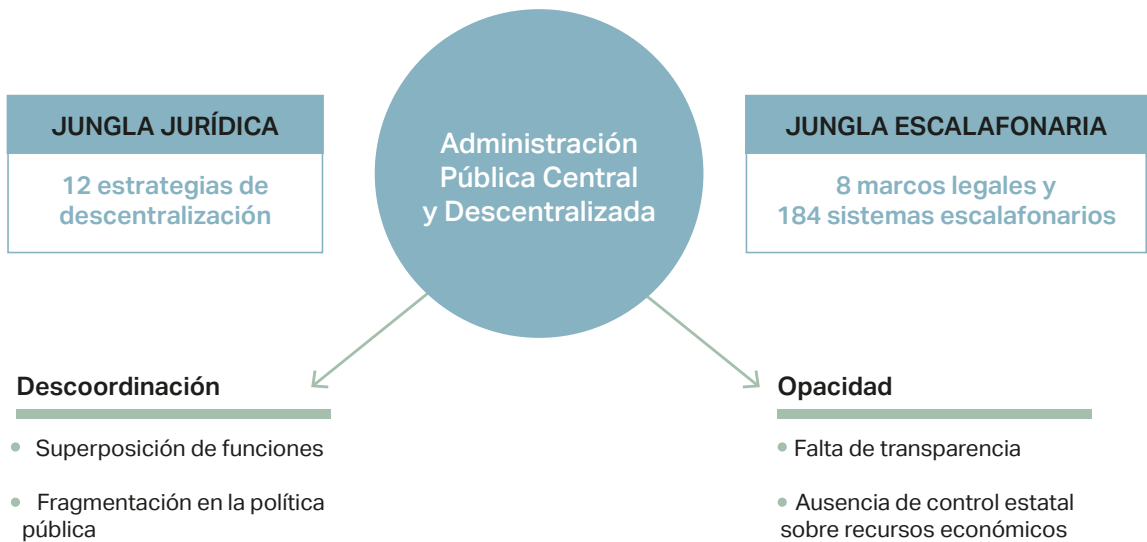 JUNGLA JURÍDICA
12 estrategias de
descentralización
Administración
Pública Central
y Descentralizada
JUNGLA ESCALAFONARIA
8 marcos legales y
184 sistemas escalafonarios
Descoordinación
• Superposición de funciones
• Fragmentación en la política
pública
Opacidad
• Falta de transparencia
• Ausencia de control estatal
sobre recursos económicos